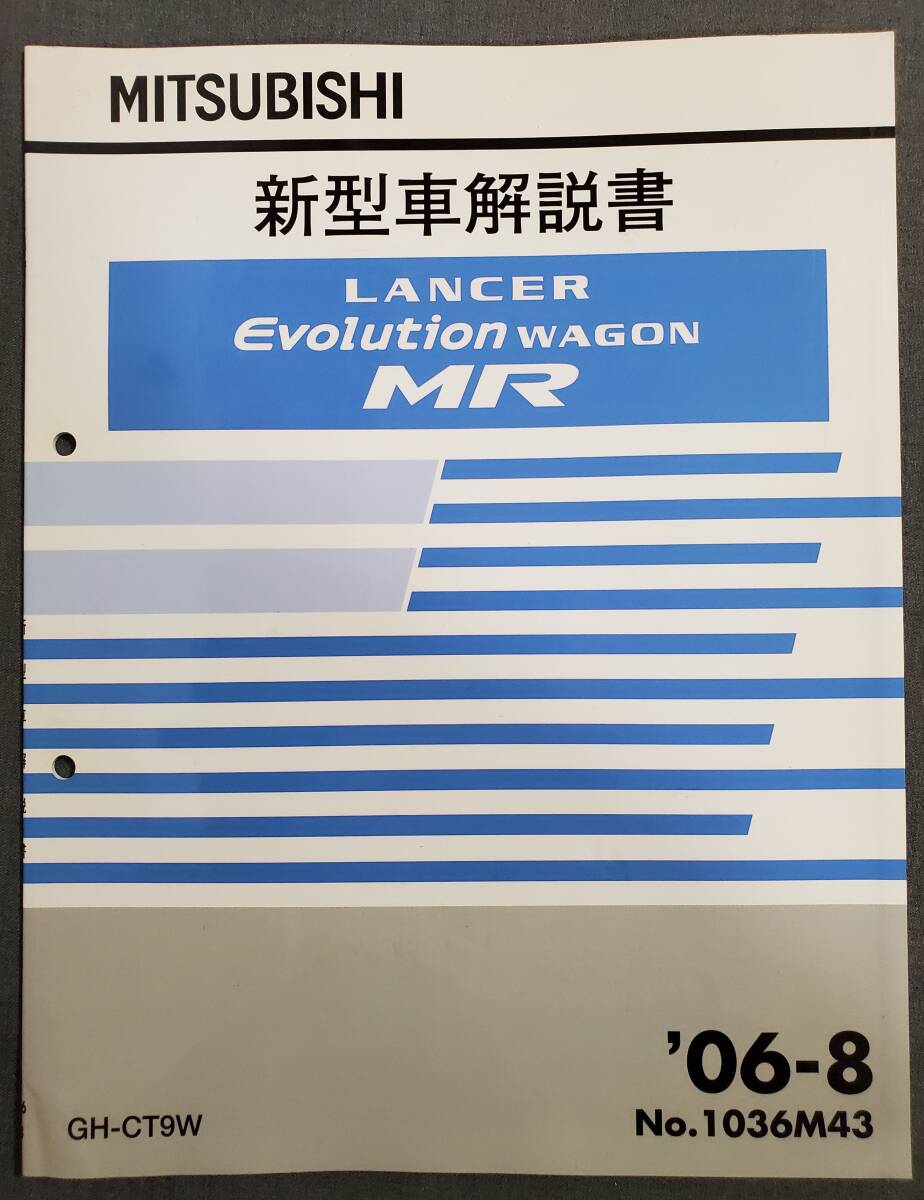 MITSUBISHI
新型車解説書
LANCER
Evolution WAGON
MR
'06-8
No.1036M43
GH-CT9W